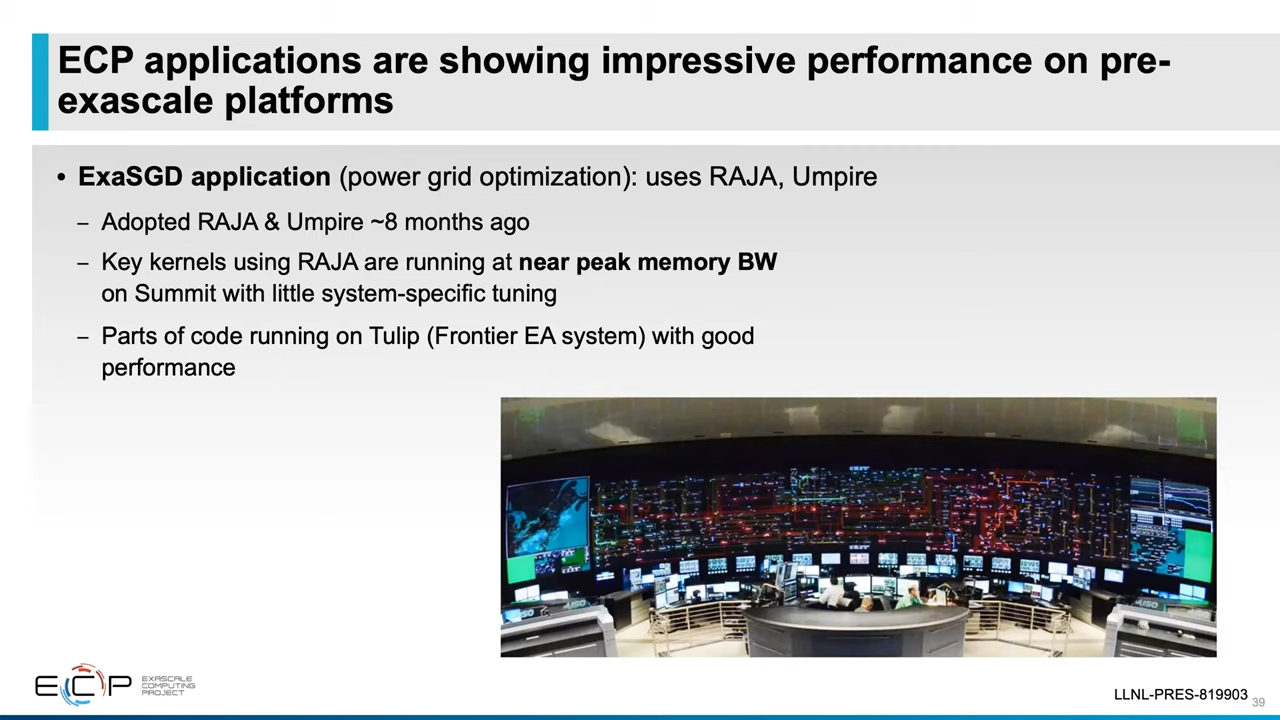 ECP applications are showing impressive performance on pre-
exascale platforms
• ExaSGD application (power grid optimization): uses RAJA, Umpire
– Adopted RAJA & Umpire ~8 months ago
– Key kernels using RAJA are running at near peak memory BW
on Summit with little system-specific tuning
– Parts of code running on Tulip (Frontier EA system) with good
performance
ECP
EXASCALE
COMPUTING
PROJECT
LLNL-PRES-819903
39